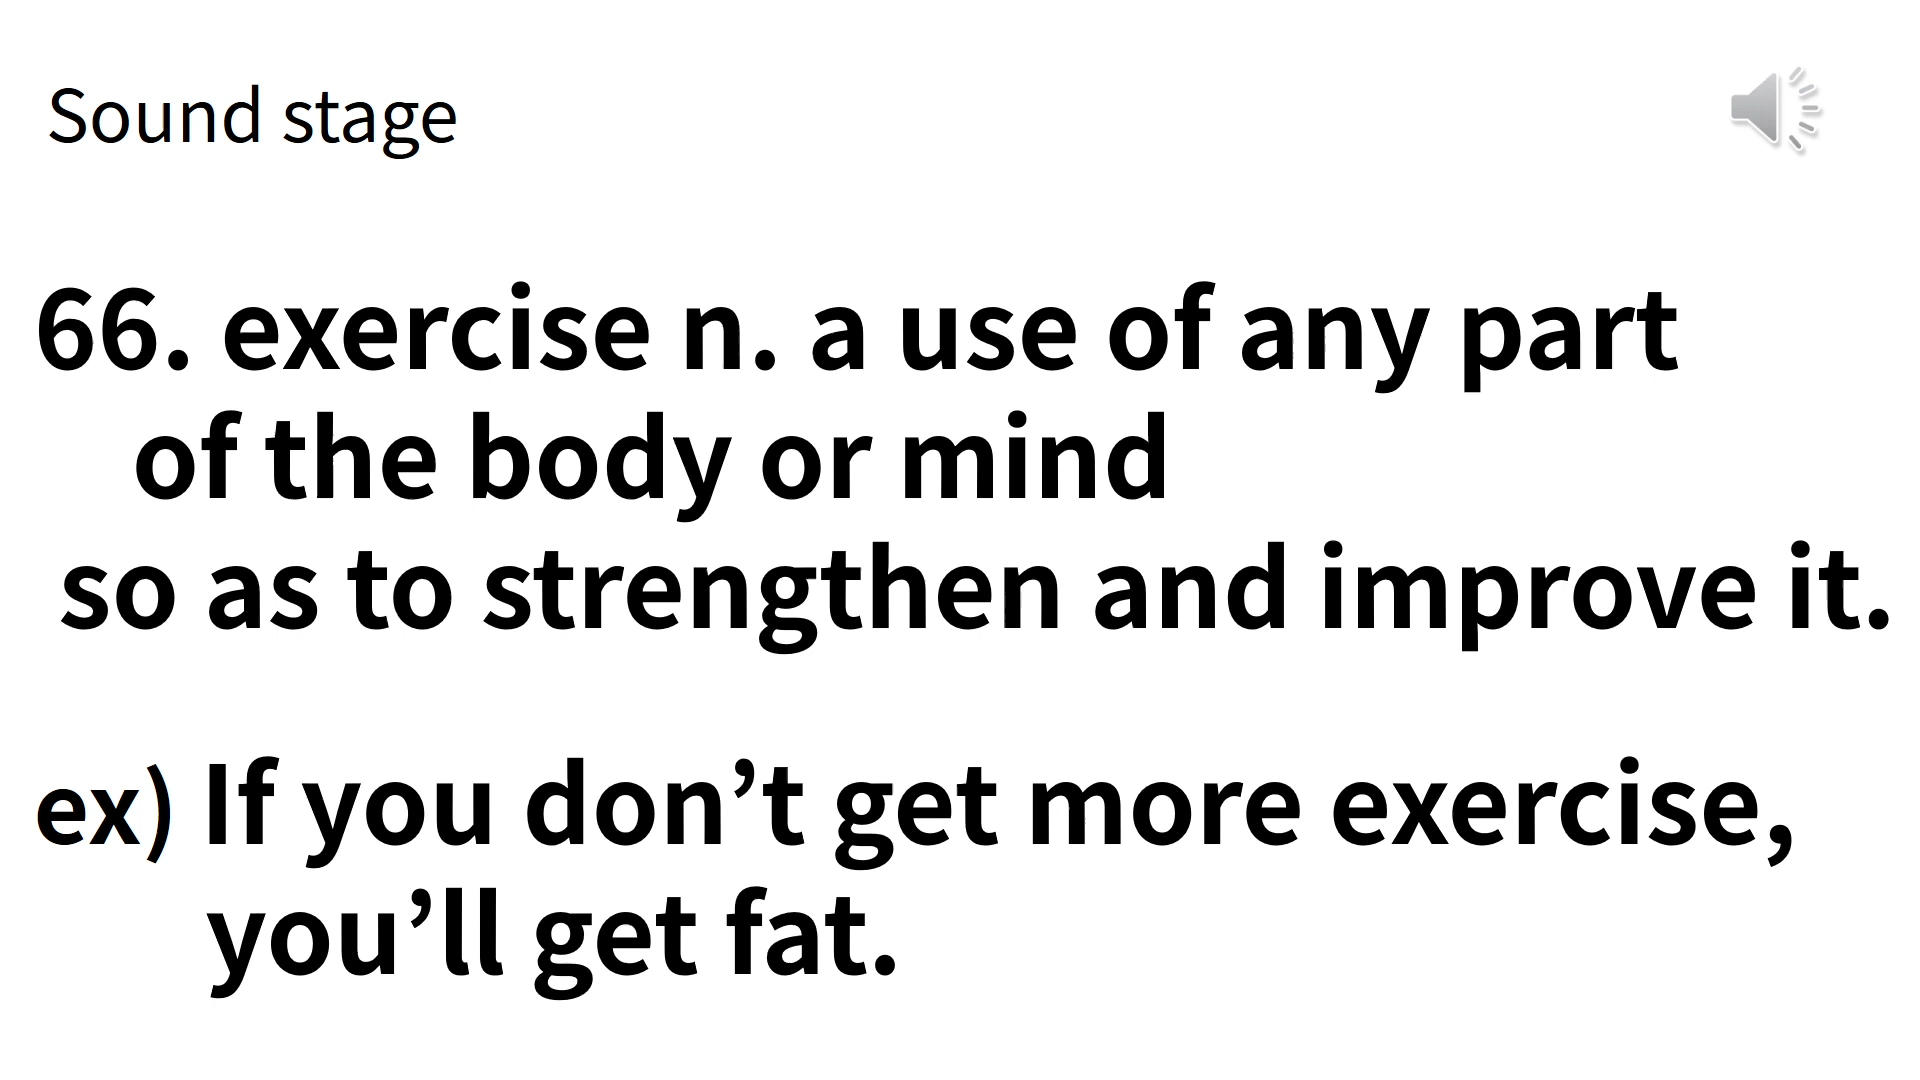 Sound stage
66. exercise n. a use of any part
of the body or mind
so as to strengthen and improve it.
ex) If you don’t get more exercise,
you’ll get fat.